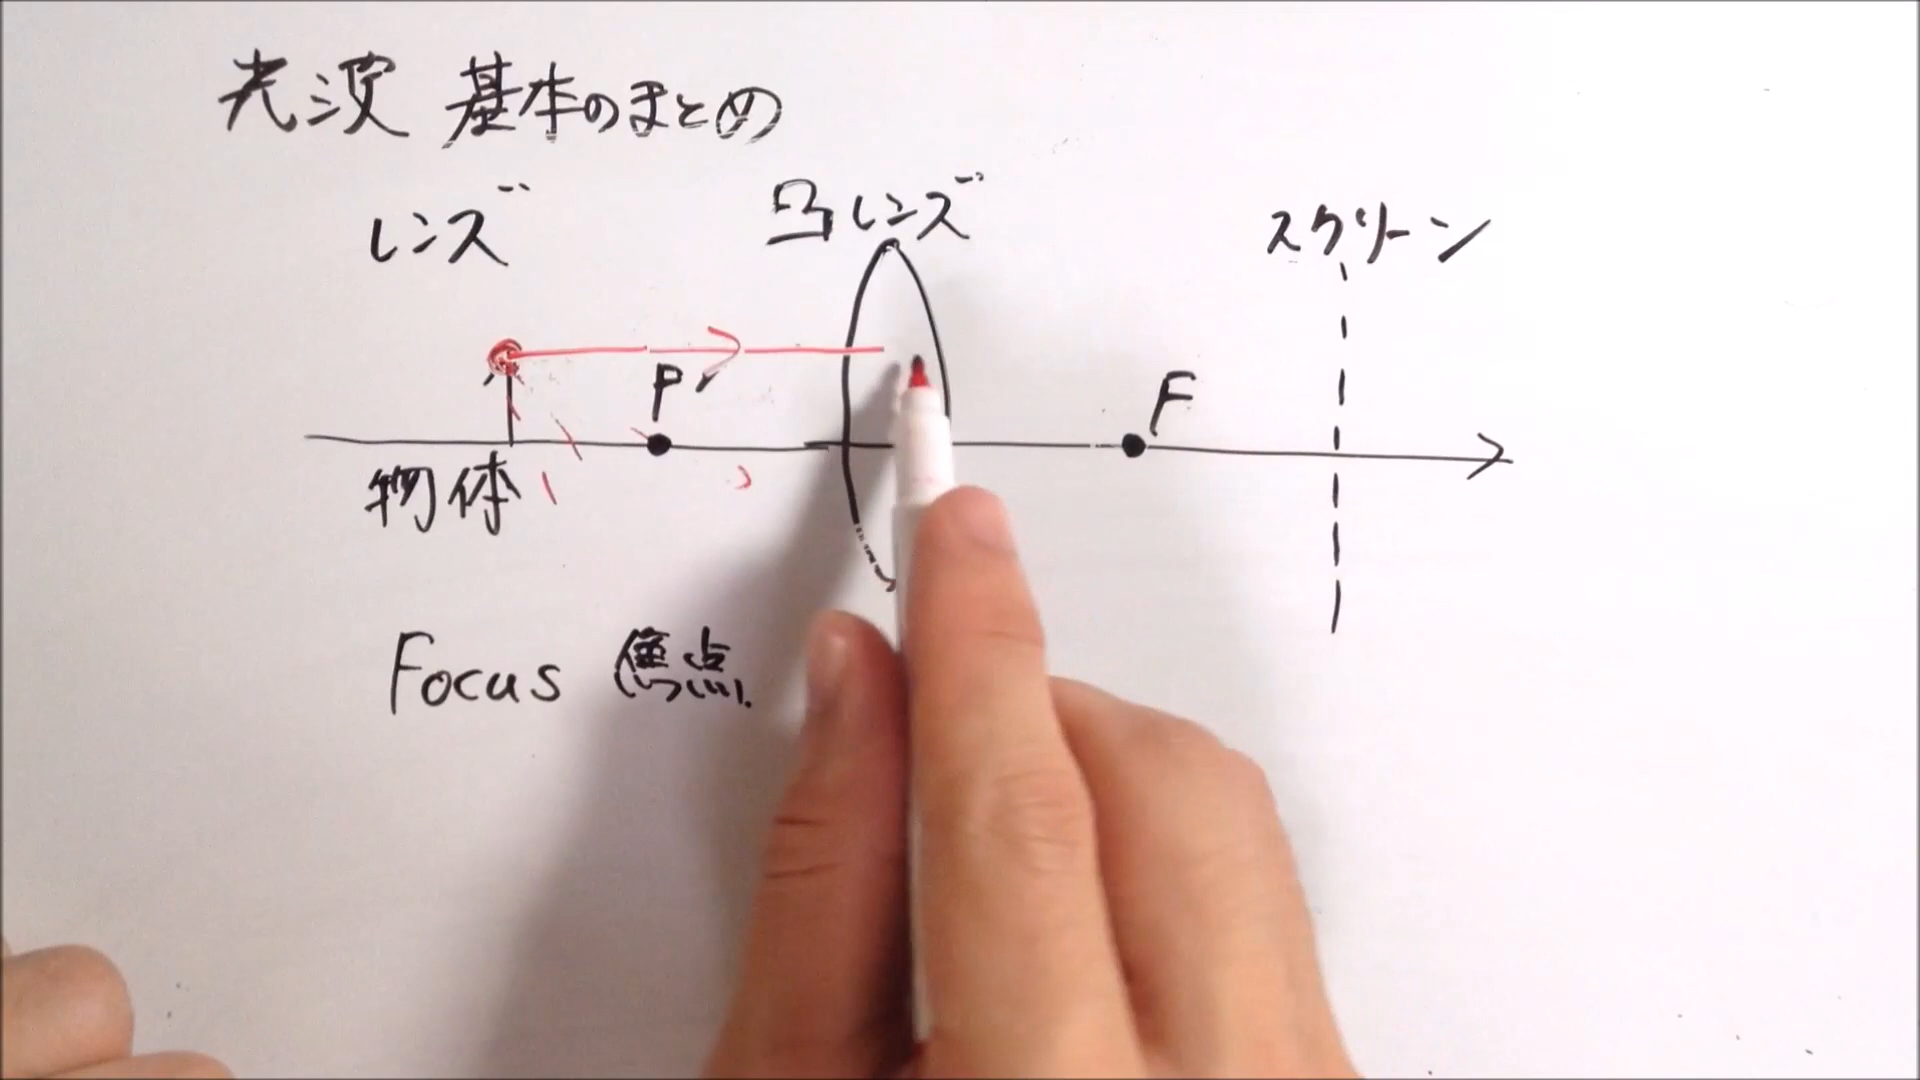 光波 基本のまとめ
レンズ
凸レンズ
スクリーン
F
F
物体
Focus 焦点